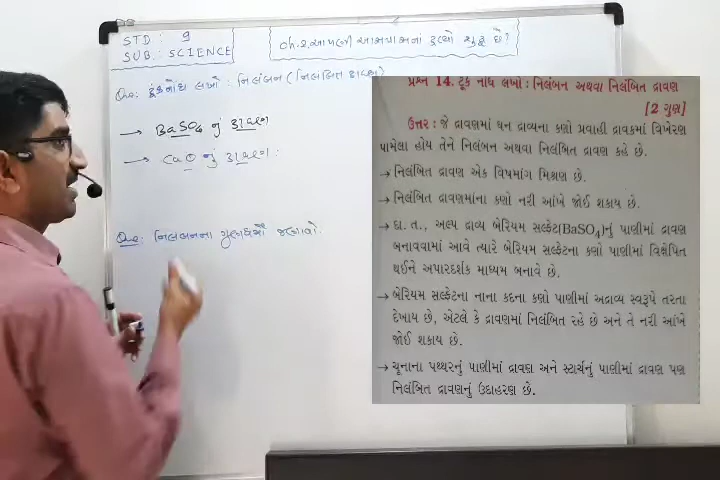 STD : 9
SUB: SCIENCE
ch.2. આપણી આસપાસના દ્રવ્યો શુદ્ધ છે?
Que: ટૂંકનોંધ લખો : નિલંબન (નિલંબિત દ્રાવણ)
→ BaSO4 નું દ્રાવણ
→ CaO નું દ્રાવણ.
Que: નિલંબનના ગુણધર્મો જણાવો.
પ્રશ્ન 14. ટૂંક નોંધ લખો : નિલંબન અથવા નિલંબિત દ્રાવણ
[2 ગુણ]
ઉત્તર : જે દ્રાવણમાં ઘન દ્રાવ્યના કણો પ્રવાહી દ્રાવકમાં વિખેરણ
પામેલા હોય તેને નિલંબન અથવા નિલંબિત દ્રાવણ કહે છે.
→ નિલંબિત દ્રાવણ એક વિષમાંગ મિશ્રણ છે.
→ નિલંબિત દ્રાવણમાંના કણો નરી આંખે જોઈ શકાય છે.
→ દા. ત., અલ્પ દ્રાવ્ય બેરિયમ સલ્ફેટ(BaSO4)નું પાણીમાં દ્રાવણ
બનાવવામાં આવે ત્યારે બેરિયમ સલ્ફેટના કણો પાણીમાં વિક્ષેપિત
થઈને અપારદર્શક માધ્યમ બનાવે છે.
→ બેરિયમ સલ્ફેટના નાના કદના કણો પાણીમાં અદ્રાવ્ય સ્વરૂપે તરતા
દેખાય છે, એટલે કે દ્રાવણમાં નિલંબિત રહે છે અને તે નરી આંખે
જોઈ શકાય છે.
→ ચૂનાના પથ્થરનું પાણીમાં દ્રાવણ અને સ્ટાર્ચનું પાણીમાં દ્રાવણ પણ
નિલંબિત દ્રાવણનું ઉદાહરણ છે.